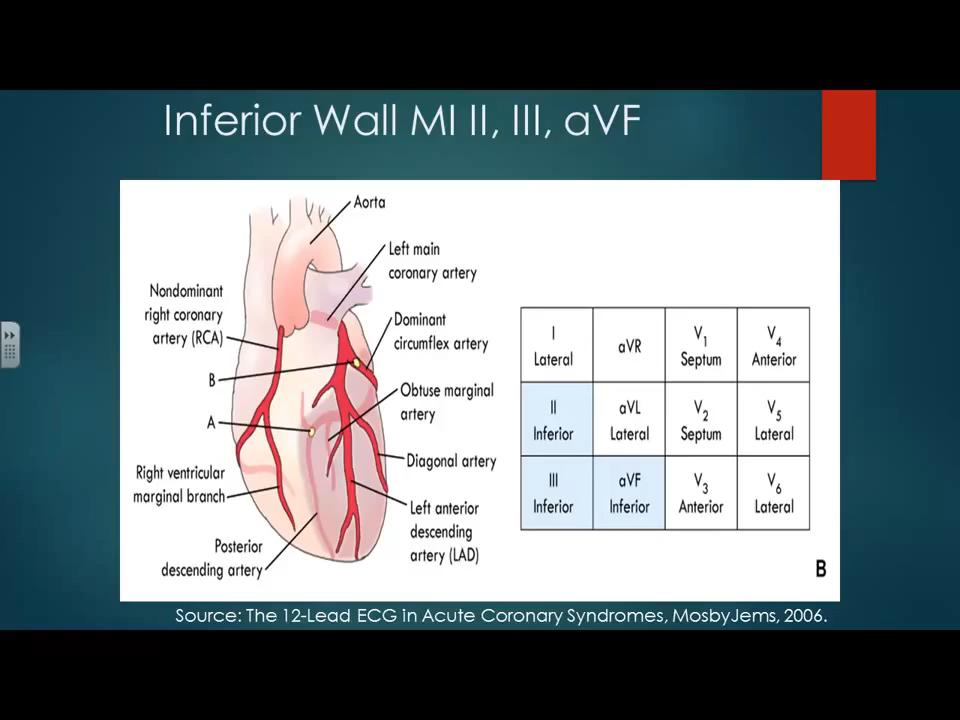 Inferior Wall MI II, III, aVF
Aorta
Left main
coronary artery
Nondominant
right coronary
artery (RCA)
Dominant
circumflex artery
B
Obtuse marginal
artery
A
Diagonal artery
Right ventricular
marginal branch
Left anterior
descending
artery (LAD)
Posterior
descending artery
I
Lateral
aVR
V1
Septum
V4
Anterior
II
Inferior
aVL
Lateral
V2
Septum
V5
Lateral
III
Inferior
aVF
Inferior
V3
Anterior
V6
Lateral
B
Source: The 12-Lead ECG in Acute Coronary Syndromes, MosbyJems, 2006.